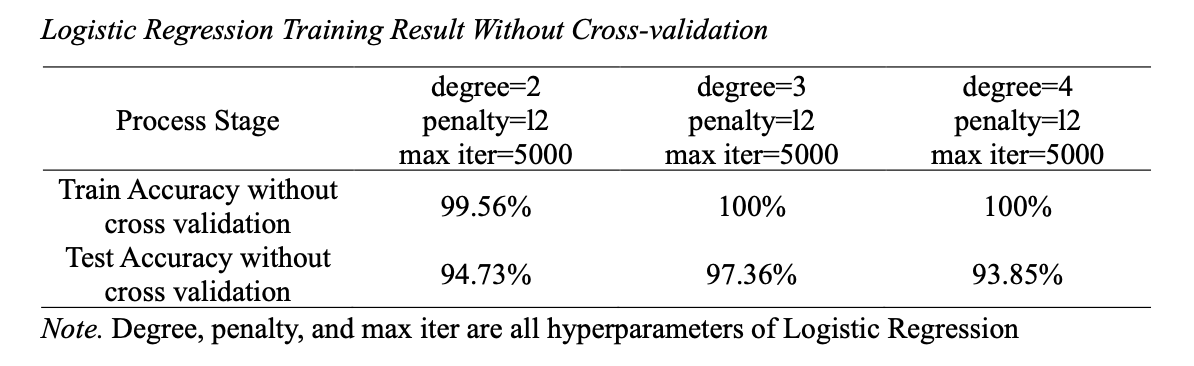 Logistic Regression Training Result Without Cross-validation
Process Stage
degree=2
penalty=l2
max iter=5000
degree=3
penalty=l2
max iter=5000
degree=4
penalty=l2
max iter=5000
Train Accuracy without
cross validation
99.56%
100%
100%
Test Accuracy without
cross validation
94.73%
97.36%
93.85%
Note. Degree, penalty, and max iter are all hyperparameters of Logistic Regression